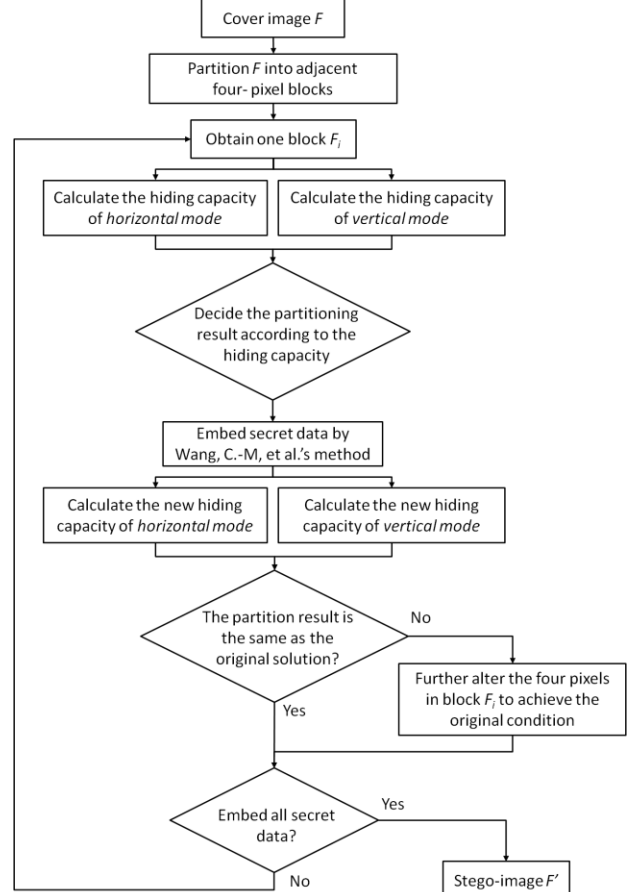 Cover image F
Partition F into adjacent
four- pixel blocks
Obtain one block Fi
Calculate the hiding capacity
of horizontal mode
Calculate the hiding capacity
of vertical mode
Decide the partitioning
result according to the
hiding capacity
Embed secret data by
Wang, C.-M, et al.'s method
Calculate the new hiding
capacity of horizontal mode
Calculate the new hiding
capacity of vertical mode
The partition result is
the same as the
original solution?
No
Further alter the four pixels
in block Fi to achieve the
original condition
Yes
Embed all secret
data?
Yes
No
Stego-image F'